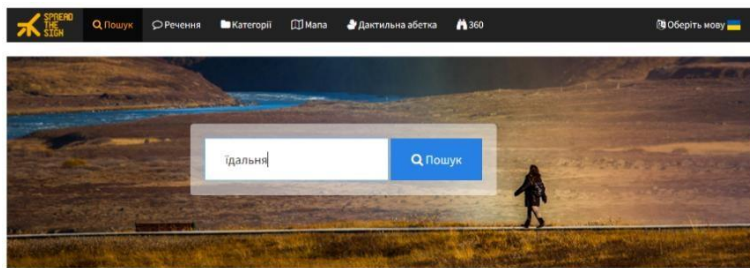 SPREAD
THE
SIGN
Пошук Речення Категорії Мапа Дактильна абетка 360 Оберіть мову
їдальня Пошук